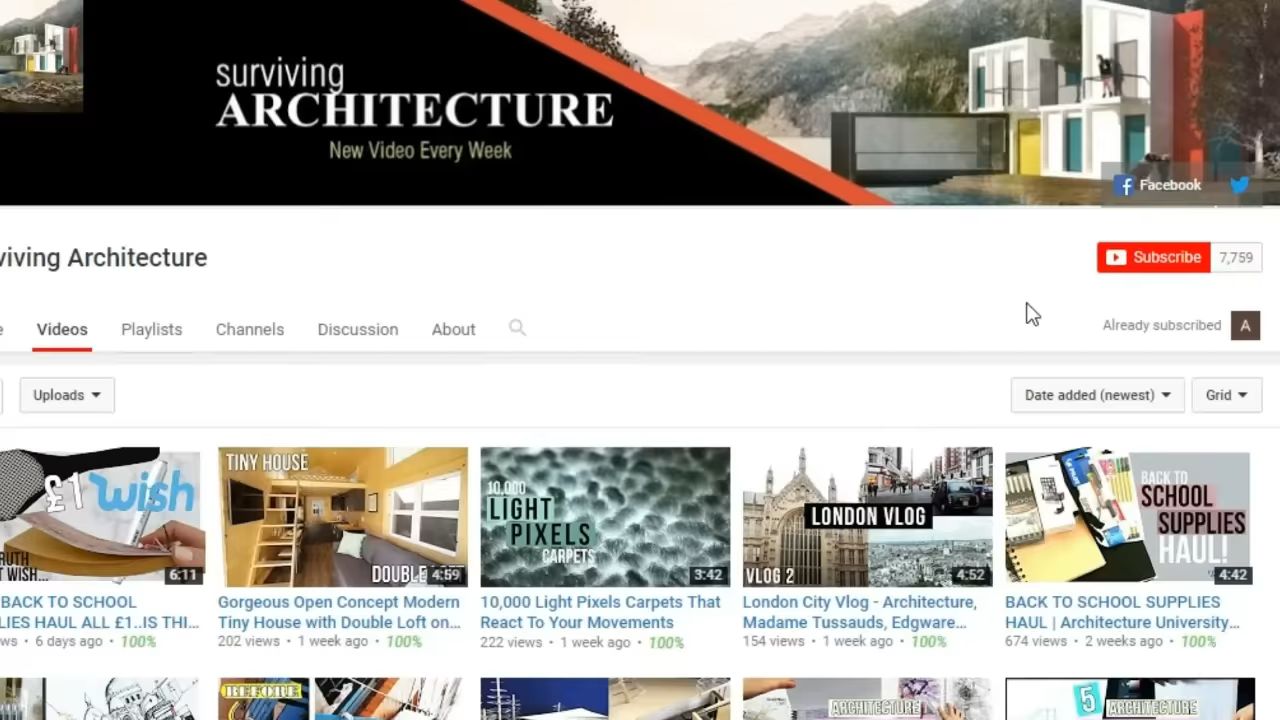 surviving
ARCHITECTURE
New Video Every Week
Facebook
viving Architecture
Subscribe 7,759
Videos Playlists Channels Discussion About
Already subscribed A
Uploads
Date added (newest) Grid
£1 wish
RUTH
T WISH...
6:11
TINY HOUSE
DOUBLE
4:59
10,000
LIGHT
PIXELS
CARPETS
3:42
LONDON VLOG
VLOG 2
4:52
BACK TO
SCHOOL
SUPPLIES
HAUL!
4:42
BACK TO SCHOOL
LIES HAUL ALL £1..IS THI...
ws • 6 days ago • 100%
Gorgeous Open Concept Modern
Tiny House with Double Loft on...
202 views • 1 week ago • 100%
10,000 Light Pixels Carpets That
React To Your Movements
222 views • 1 week ago • 100%
London City Vlog - Architecture,
Madame Tussauds, Edgware...
154 views • 1 week ago • 100%
BACK TO SCHOOL SUPPLIES
HAUL | Architecture University...
674 views • 2 weeks ago • 100%
BEFORE
ARCHITECTURE
5 ARCHITECTURE